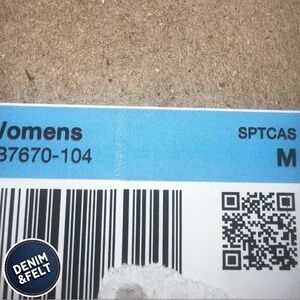 Womens
SPTCAS
37670-104
M
DENIM
&FELT